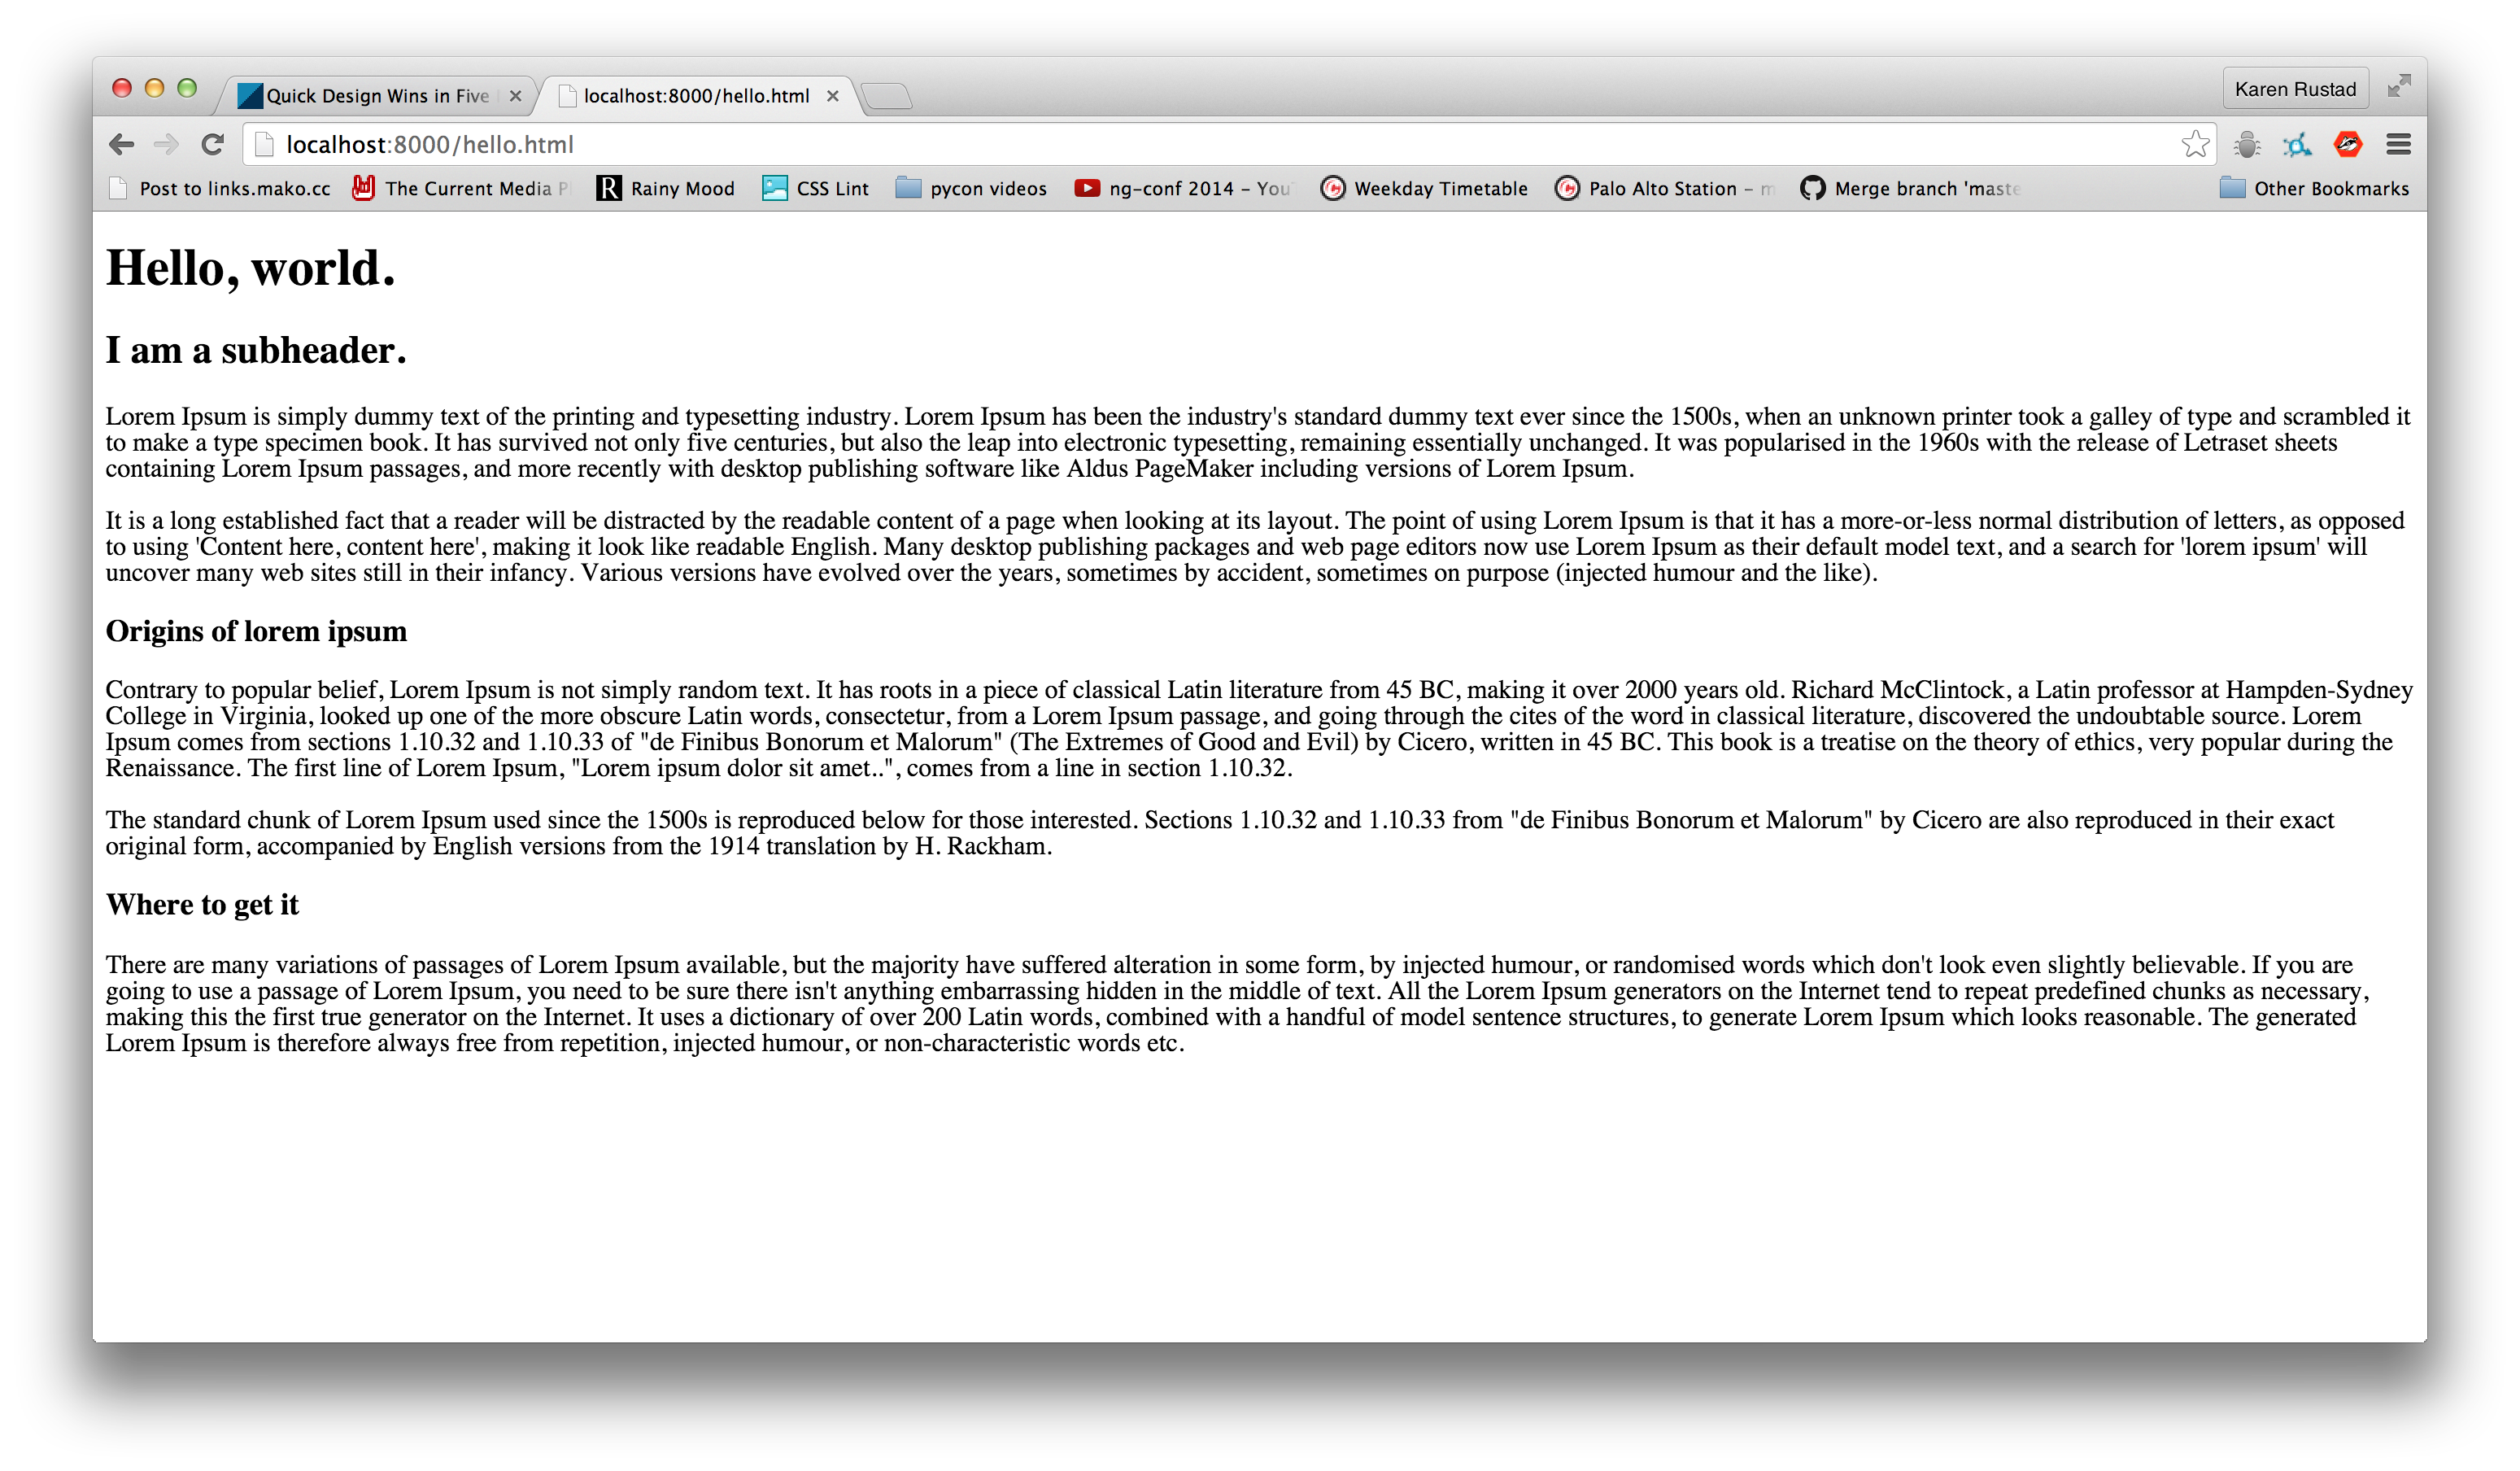 Quick Design Wins in Five
localhost:8000/hello.html
Karen Rustad
localhost:8000/hello.html
Post to links.mako.cc
The Current Media
Rainy Mood
CSS Lint
pycon videos
ng-conf 2014 – You
Weekday Timetable
Palo Alto Station –
Merge branch 'maste
Other Bookmarks
Hello, world.
I am a subheader.
Lorem Ipsum is simply dummy text of the printing and typesetting industry. Lorem Ipsum has been the industry's standard dummy text ever since the 1500s, when an unknown printer took a galley of type and scrambled it
to make a type specimen book. It has survived not only five centuries, but also the leap into electronic typesetting, remaining essentially unchanged. It was popularised in the 1960s with the release of Letraset sheets
containing Lorem Ipsum passages, and more recently with desktop publishing software like Aldus PageMaker including versions of Lorem Ipsum.
It is a long established fact that a reader will be distracted by the readable content of a page when looking at its layout. The point of using Lorem Ipsum is that it has a more-or-less normal distribution of letters, as opposed
to using 'Content here, content here', making it look like readable English. Many desktop publishing packages and web page editors now use Lorem Ipsum as their default model text, and a search for 'lorem ipsum' will
uncover many web sites still in their infancy. Various versions have evolved over the years, sometimes by accident, sometimes on purpose (injected humour and the like).
Origins of lorem ipsum
Contrary to popular belief, Lorem Ipsum is not simply random text. It has roots in a piece of classical Latin literature from 45 BC, making it over 2000 years old. Richard McClintock, a Latin professor at Hampden-Sydney
College in Virginia, looked up one of the more obscure Latin words, consectetur, from a Lorem Ipsum passage, and going through the cites of the word in classical literature, discovered the undoubtable source. Lorem
Ipsum comes from sections 1.10.32 and 1.10.33 of "de Finibus Bonorum et Malorum" (The Extremes of Good and Evil) by Cicero, written in 45 BC. This book is a treatise on the theory of ethics, very popular during the
Renaissance. The first line of Lorem Ipsum, "Lorem ipsum dolor sit amet..", comes from a line in section 1.10.32.
The standard chunk of Lorem Ipsum used since the 1500s is reproduced below for those interested. Sections 1.10.32 and 1.10.33 from "de Finibus Bonorum et Malorum" by Cicero are also reproduced in their exact
original form, accompanied by English versions from the 1914 translation by H. Rackham.
Where to get it
There are many variations of passages of Lorem Ipsum available, but the majority have suffered alteration in some form, by injected humour, or randomised words which don't look even slightly believable. If you are
going to use a passage of Lorem Ipsum, you need to be sure there isn't anything embarrassing hidden in the middle of text. All the Lorem Ipsum generators on the Internet tend to repeat predefined chunks as necessary,
making this the first true generator on the Internet. It uses a dictionary of over 200 Latin words, combined with a handful of model sentence structures, to generate Lorem Ipsum which looks reasonable. The generated
Lorem Ipsum is therefore always free from repetition, injected humour, or non-characteristic words etc.